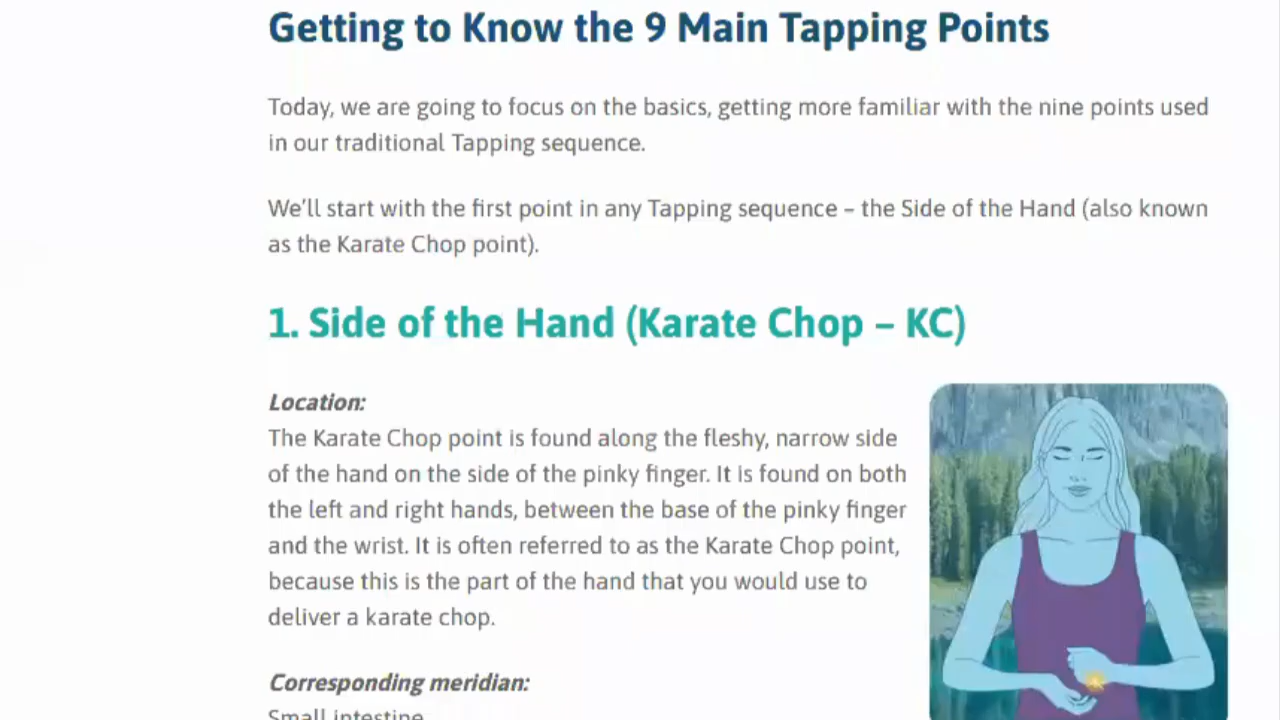 Getting to Know the 9 Main Tapping Points
Today, we are going to focus on the basics, getting more familiar with the nine points used
in our traditional Tapping sequence.
We’ll start with the first point in any Tapping sequence – the Side of the Hand (also known
as the Karate Chop point).
1. Side of the Hand (Karate Chop – KC)
Location:
The Karate Chop point is found along the fleshy, narrow side
of the hand on the side of the pinky finger. It is found on both
the left and right hands, between the base of the pinky finger
and the wrist. It is often referred to as the Karate Chop point,
because this is the part of the hand that you would use to
deliver a karate chop.
Corresponding meridian:
Small intestine